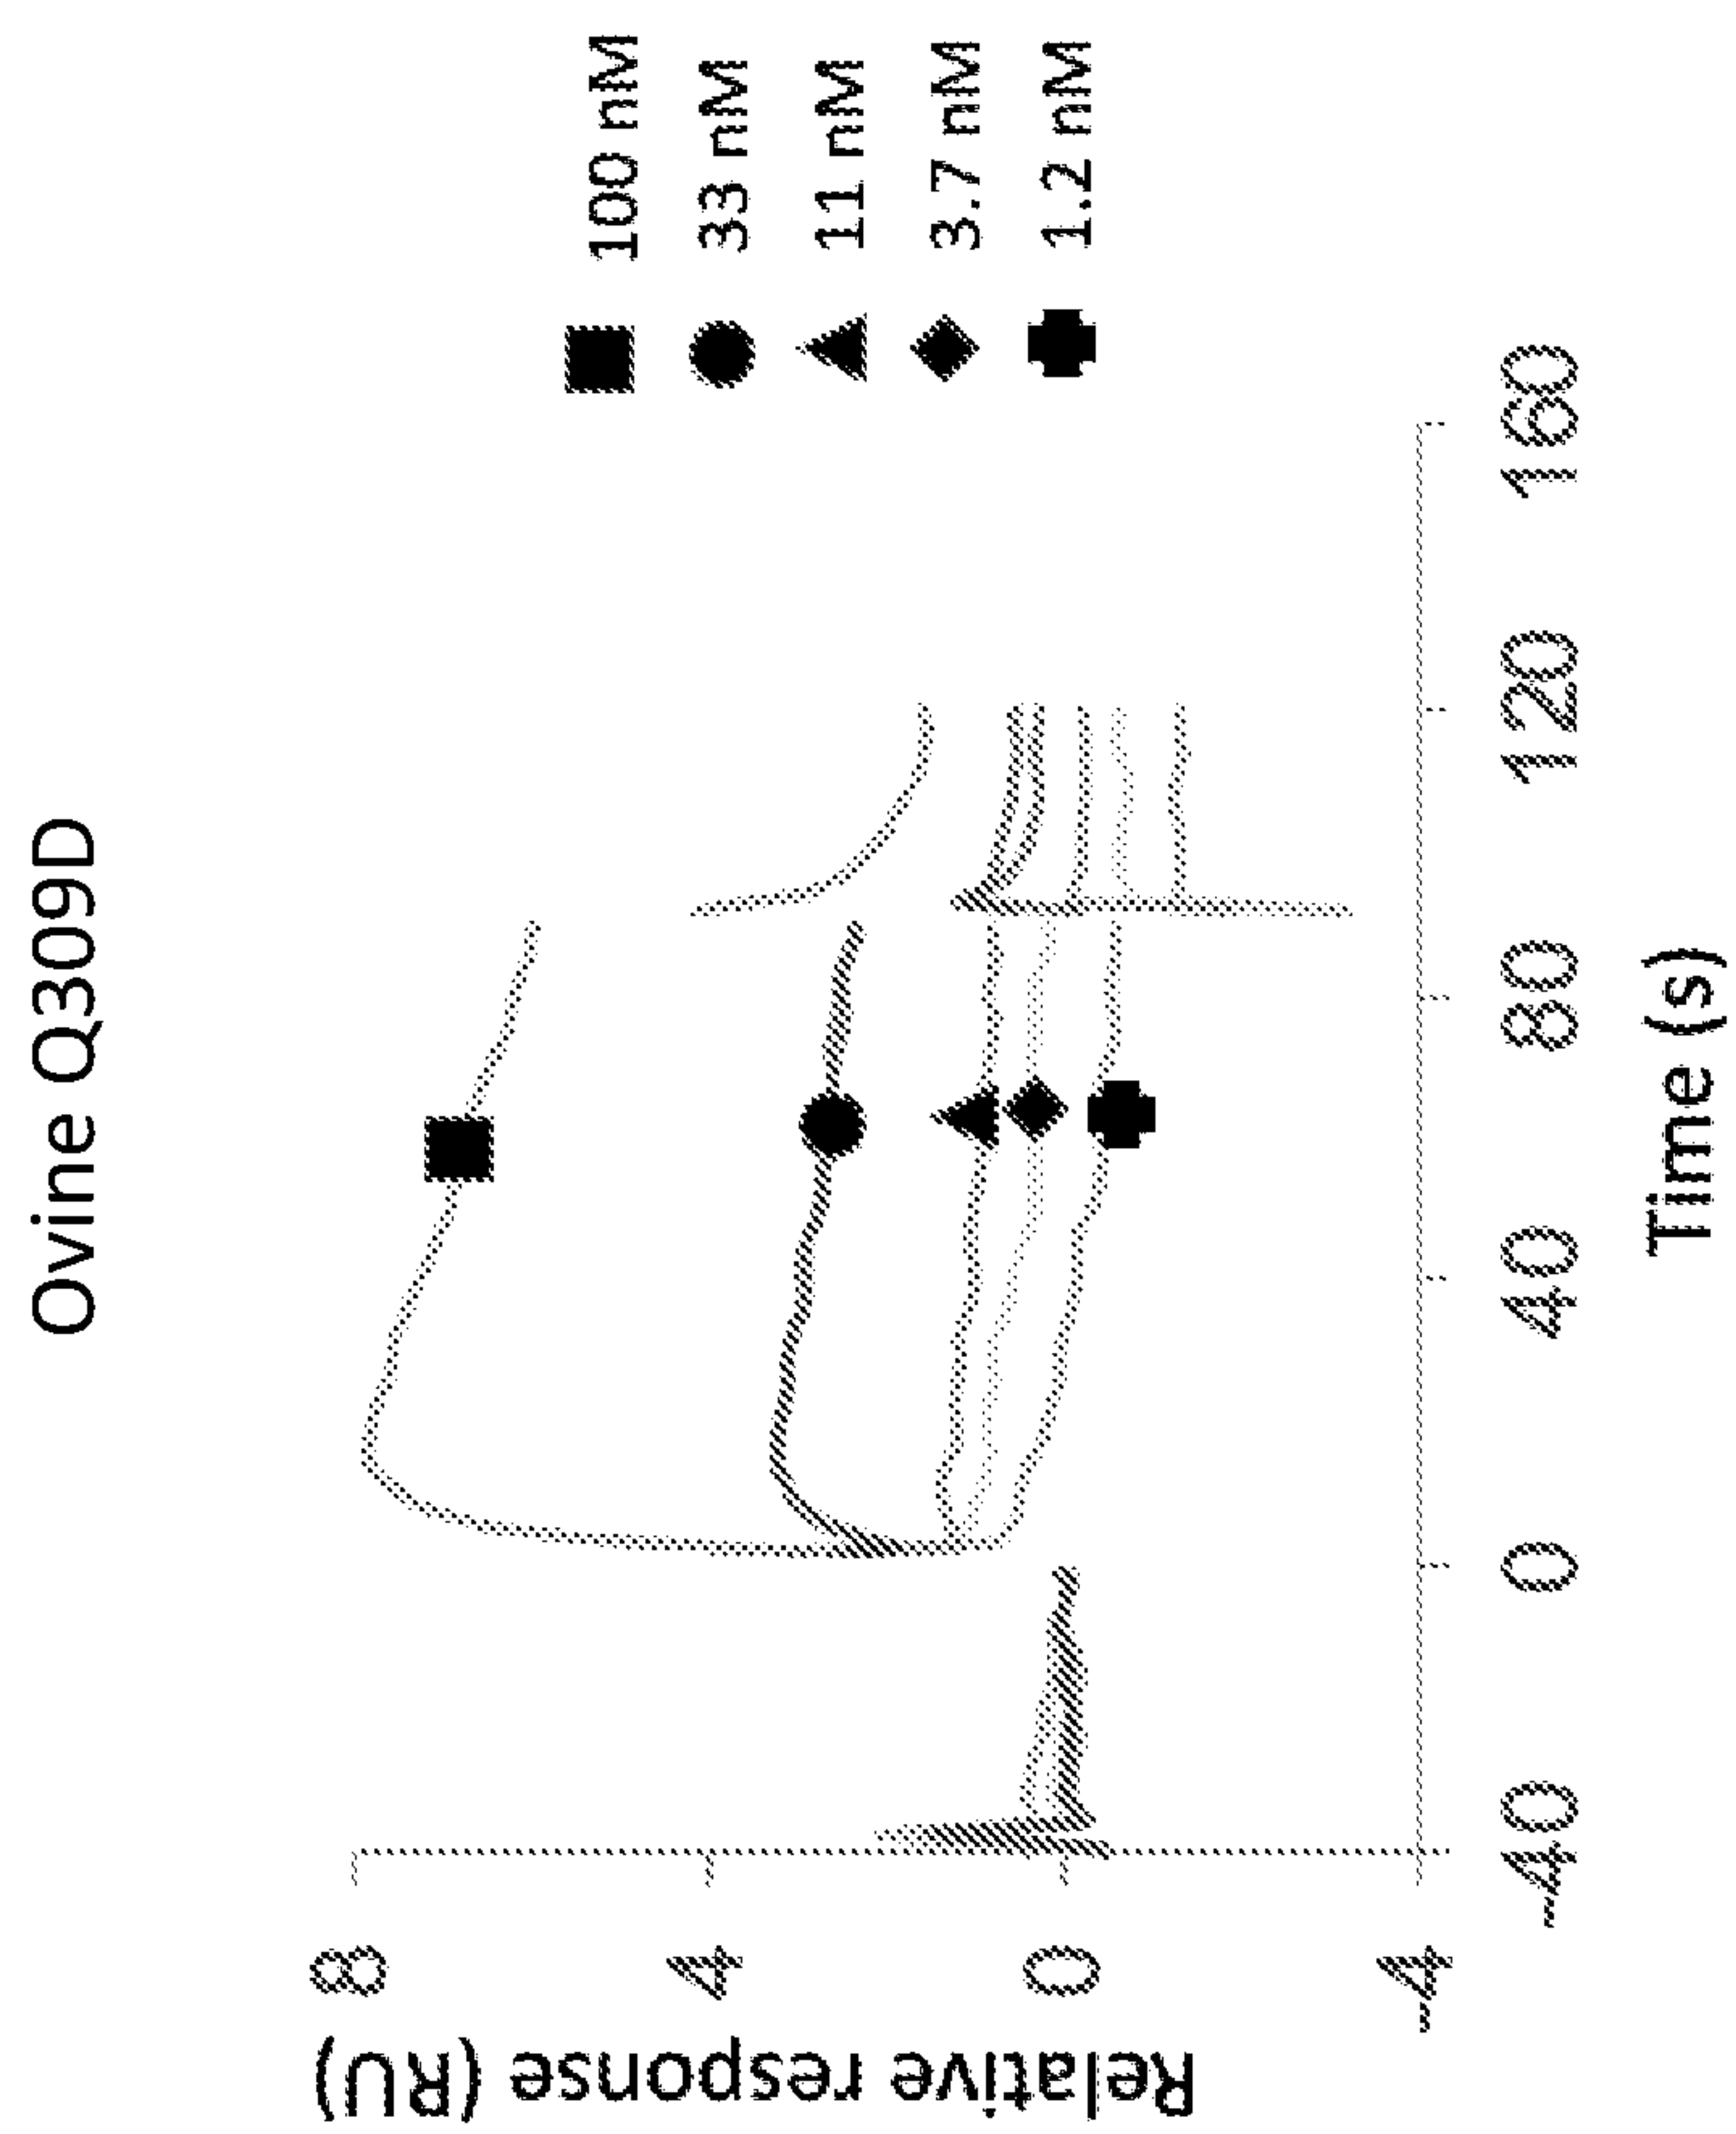 Ovine Q309D
Relative response (RU)
8
4
0
-4
-40
0
40
80
120
160
Time (s)
100 nM
33 nM
11 nM
3.7 nM
1.2 nM